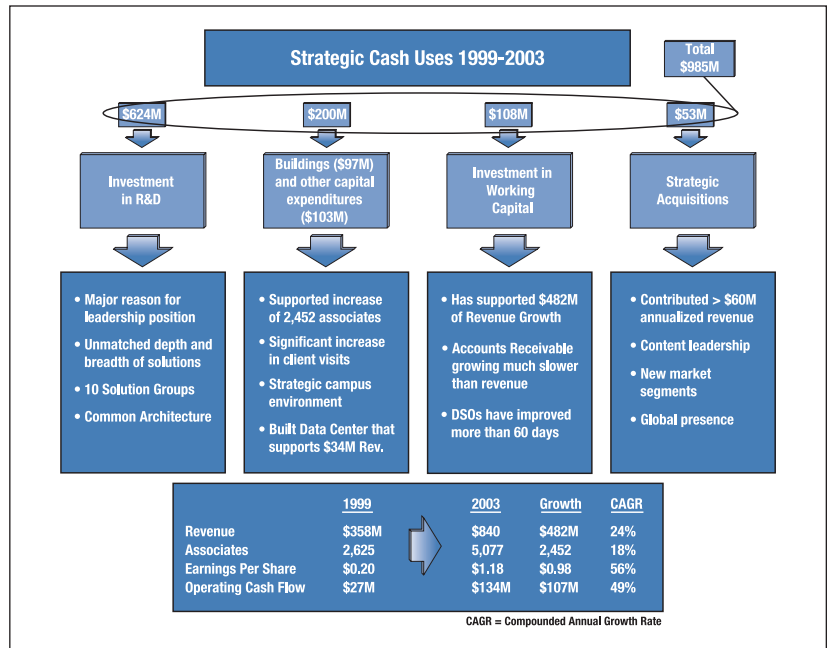 Strategic Cash Uses 1999-2003
Total
$985M
$624M
$200M
$108M
$53M
Investment
in R&D
Buildings ($97M)
and other capital
expenditures
($103M)
Investment in
Working
Capital
Strategic
Acquisitions
• Major reason for
leadership position
• Unmatched depth and
breadth of solutions
• 10 Solution Groups
• Common Architecture
• Supported increase
of 2,452 associates
• Significant increase
in client visits
• Strategic campus
environment
• Built Data Center that
supports $34M Rev.
• Has supported $482M
of Revenue Growth
• Accounts Receivable
growing much slower
than revenue
• DSOs have improved
more than 60 days
• Contributed > $60M
annualized revenue
• Content leadership
• New market
segments
• Global presence
1999 2003 Growth CAGR
Revenue $358M $840 $482M 24%
Associates 2,625 5,077 2,452 18%
Earnings Per Share $0.20 $1.18 $0.98 56%
Operating Cash Flow $27M $134M $107M 49%
CAGR = Compounded Annual Growth Rate